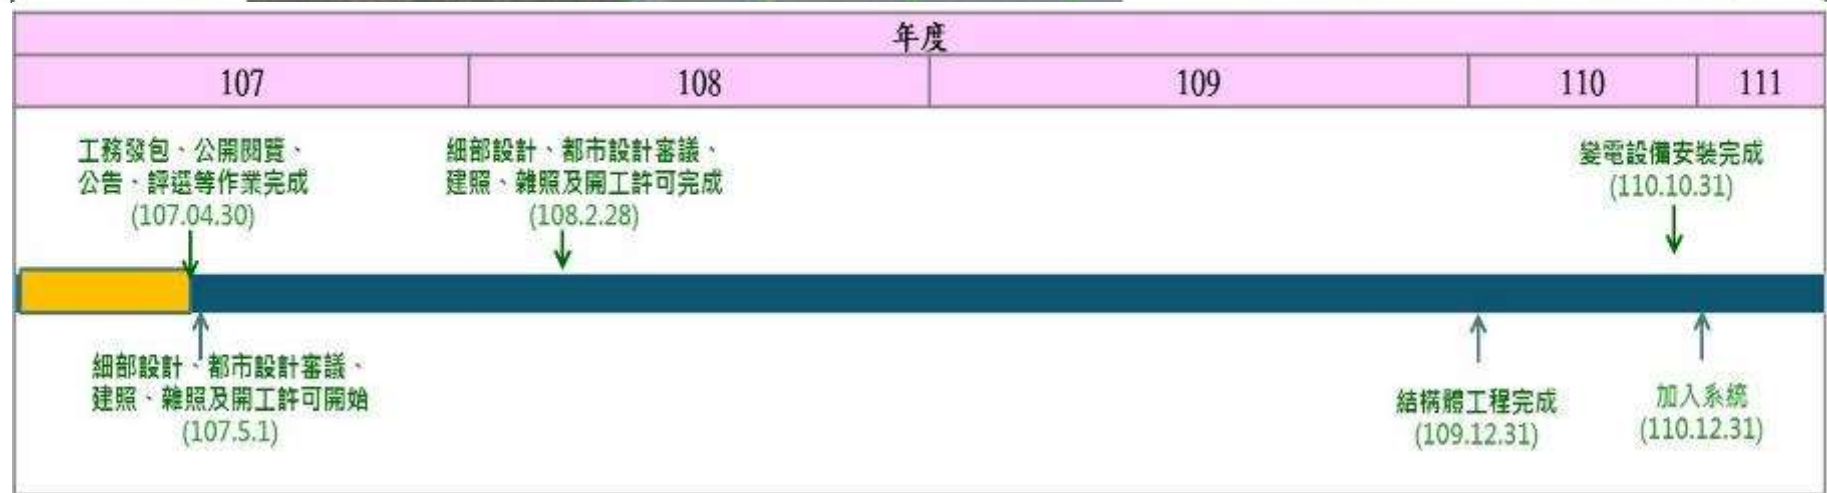 年度
107
108
109
110
111
工務發包、公開閱覽、
公告、評選等作業完成
(107.04.30)
細部設計、都市設計審議、
建照、雜照及開工許可完成
(108.2.28)
變電設備安裝完成
(110.10.31)
細部設計、都市設計審議、
建照、雜照及開工許可開始
(107.5.1)
結構體工程完成
(109.12.31)
加入系統
(110.12.31)